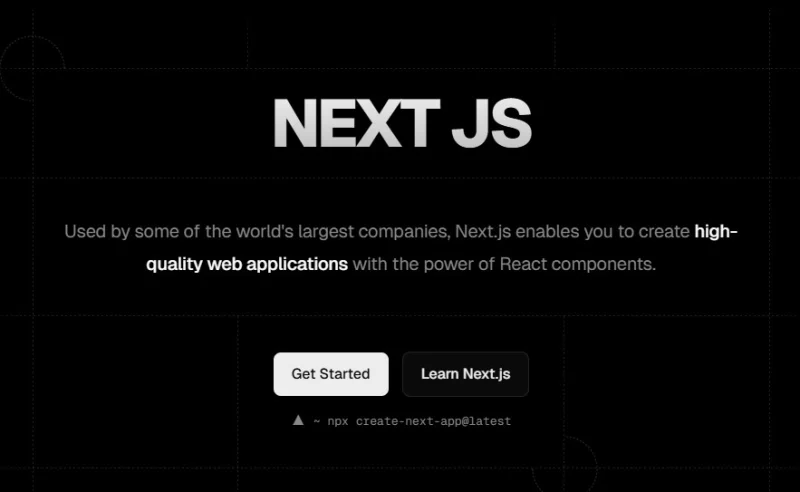 NEXT JS
Used by some of the world's largest companies, Next.js enables you to create high-
quality web applications with the power of React components.
Get Started
Learn Next.js
~ npx create-next-app@latest